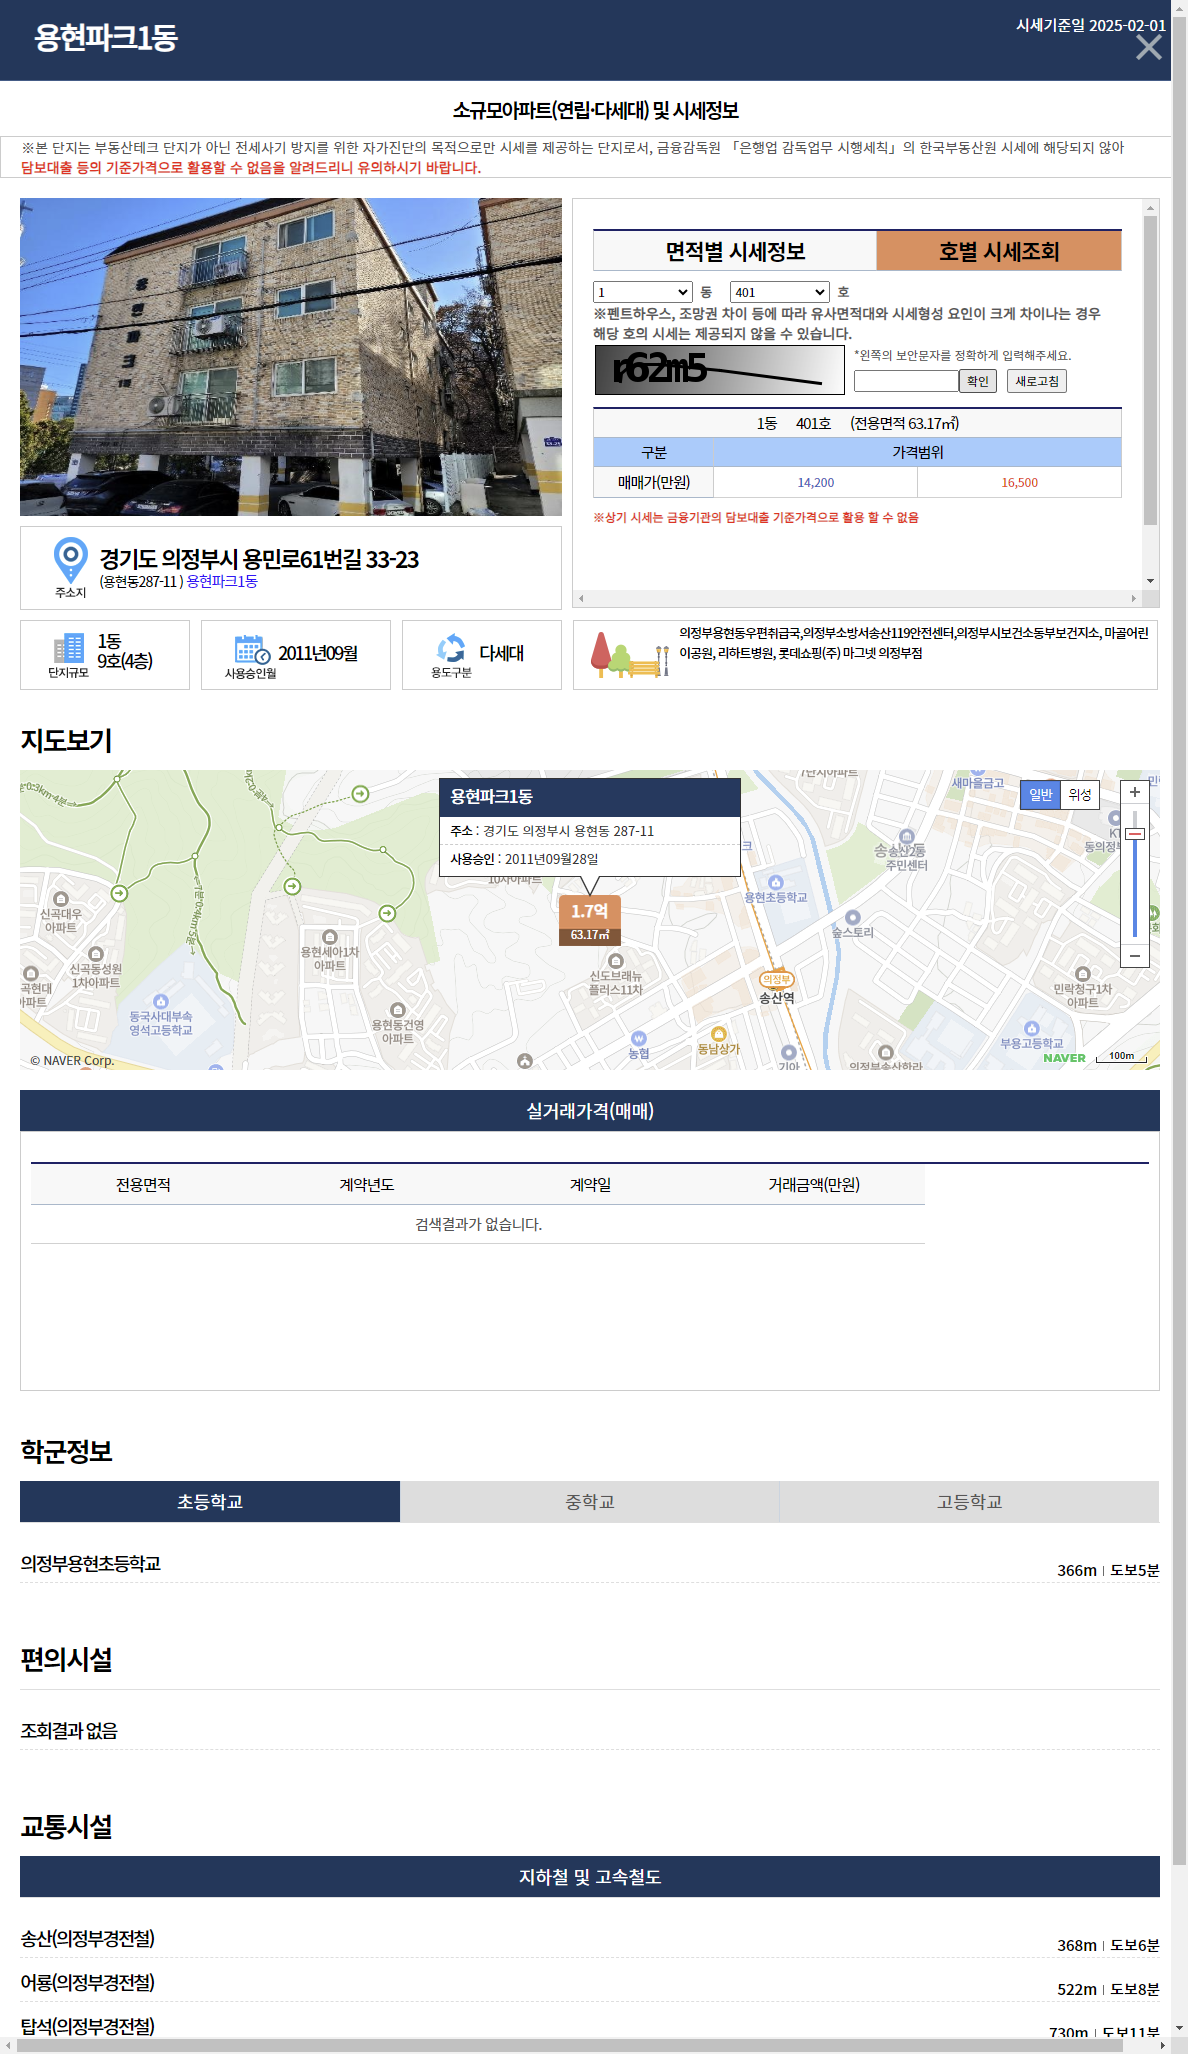 용현파크1동
시세기준일 2025-02-01
소규모아파트(연립·다세대) 및 시세정보
※본 단지는 부동산테크 단지가 아닌 전세사기 방지를 위한 자가진단의 목적으로만 시세를 제공하는 단지로서, 금융감독원 「은행업 감독업무 시행세칙」의 한국부동산원 시세에 해당되지 않아
담보대출 등의 기준가격으로 활용할 수 없음을 알려드리니 유의하시기 바랍니다.
용현파크
1동
면적별 시세정보
호별 시세조회
1 동 401 호
※펜트하우스, 조망권 차이 등에 따라 유사면적대와 시세형성 요인이 크게 차이나는 경우
해당 호의 시세는 제공되지 않을 수 있습니다.
r62m5
*왼쪽의 보안문자를 정확하게 입력해주세요.
확인 새로고침
1동 401호 (전용면적 63.17㎡)
구분 가격범위
매매가(만원) 14,200 16,500
※상기 시세는 금융기관의 담보대출 기준가격으로 활용 할 수 없음
경기도 의정부시 용민로61번길 33-23
(용현동287-11 ) 용현파크1동
주소지
1동
9호(4층)
단지규모
2011년09월
사용승인월
다세대
용도구분
의정부용현동우편취급국,의정부소방서송산119안전센터,의정부시보건소동부보건지소, 마골어린
이공원, 리하트병원, 롯데쇼핑(주) 마그넷 의정부점
지도보기
용현파크1동
주소 : 경기도 의정부시 용현동 287-11
사용승인 : 2011년09월28일
1.7억
63.17㎡
새마을금고
일반 위성
송산2동
주민센터
용현초등학교
숲스토리
신곡대우
아파트
신곡동성원
1차아파트
용현세아1차
아파트
신도브래뉴
플러스11차
의정부
송산역
민락청구1차
아파트
동국사대부속
영석고등학교
용현동건영
아파트
농협
동남상가
기아
부용고등학교
의정부송산한라
© NAVER Corp.
NAVER
100m
실거래가격(매매)
전용면적 계약년도 계약일 거래금액(만원)
검색결과가 없습니다.
학군정보
초등학교 중학교 고등학교
의정부용현초등학교 366m 도보5분
편의시설
조회결과 없음
교통시설
지하철 및 고속철도
송산(의정부경전철) 368m 도보6분
어룡(의정부경전철) 522m 도보8분
탑석(의정부경전철) 730m 도보11분